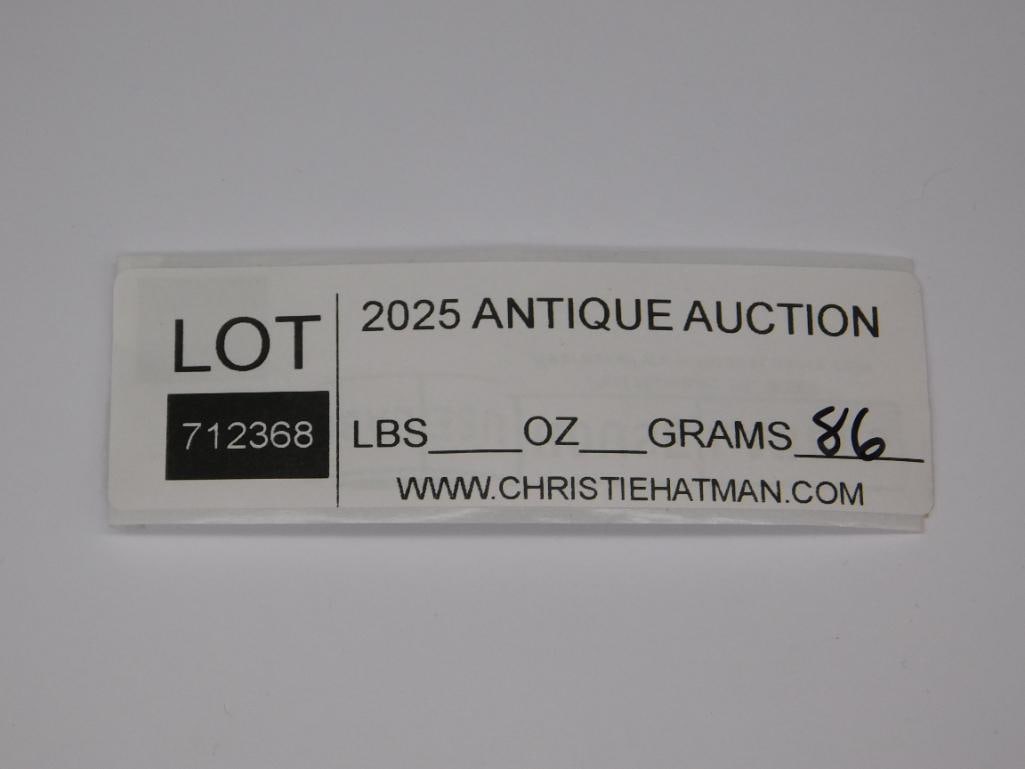 LOT
712368
2025 ANTIQUE AUCTION
LBS____OZ___GRAMS 86
WWW.CHRISTIEHATMAN.COM